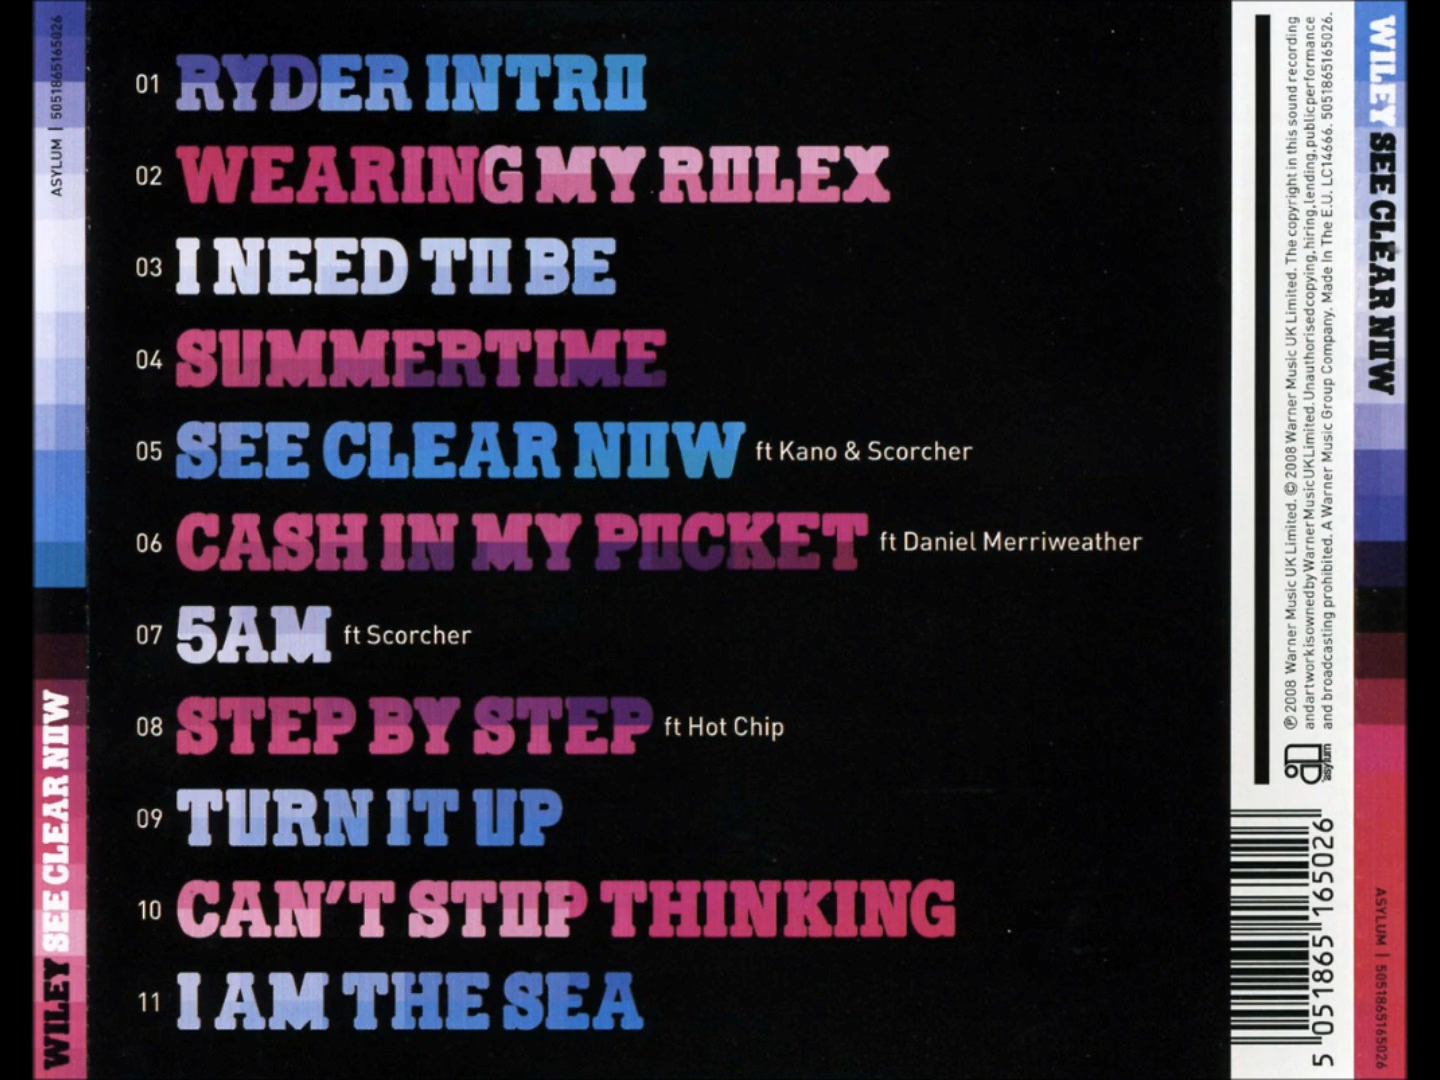 ASYLUM | 5051865165026
WILEY SEE CLEAR NOW
01 RYDER INTRO
02 WEARING MY ROLEX
03 I NEED TO BE
04 SUMMERTIME
05 SEE CLEAR NOW ft Kano & Scorcher
06 CASH IN MY POCKET ft Daniel Merriweather
07 5AM ft Scorcher
08 STEP BY STEP ft Hot Chip
09 TURN IT UP
10 CAN'T STOP THINKING
11 I AM THE SEA
℗ 2008 Warner Music UK Limited. © 2008 Warner Music UK Limited. The copyright in this sound recording
and artwork is owned by Warner Music UK Limited. Unauthorised copying, hiring, lending, public performance
and broadcasting prohibited. A Warner Music Group Company. Made In The E.U. LC14666. 5051865165026.
asylum
5 051865 165026
WILEY SEE CLEAR NOW
ASYLUM | 5051865165026